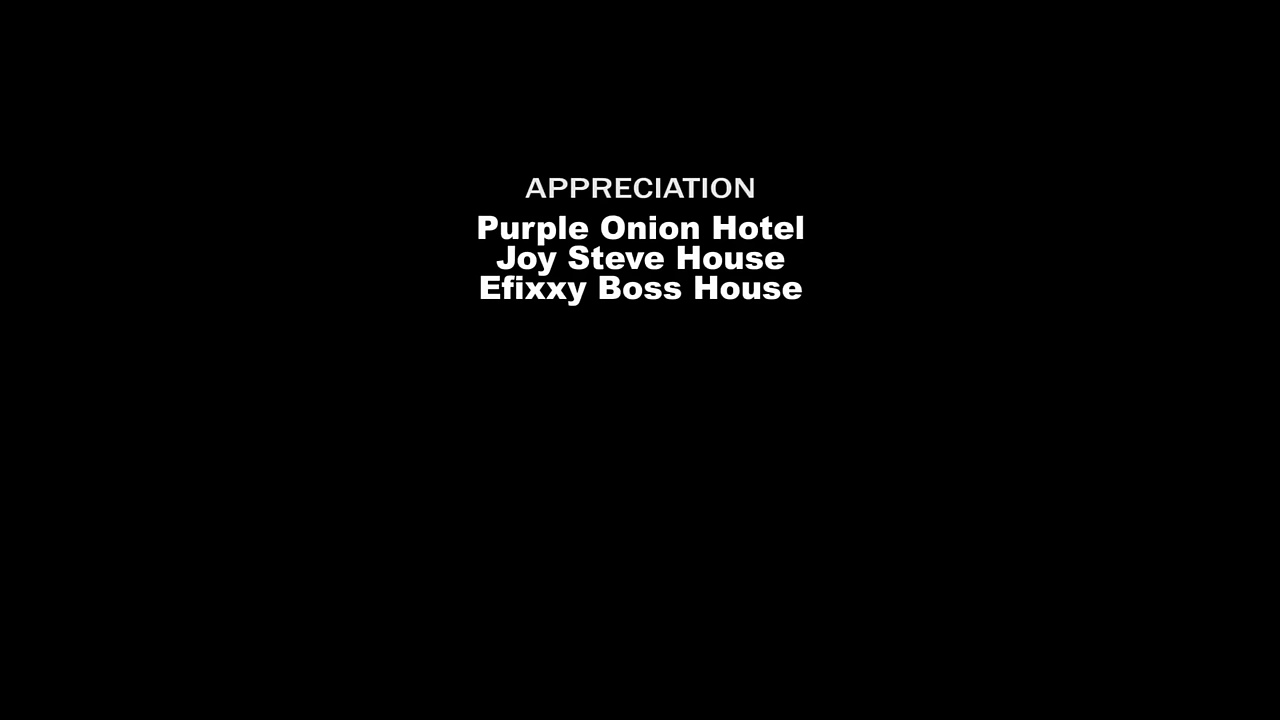 APPRECIATION
Purple Onion Hotel
Joy Steve House
Efixxy Boss House